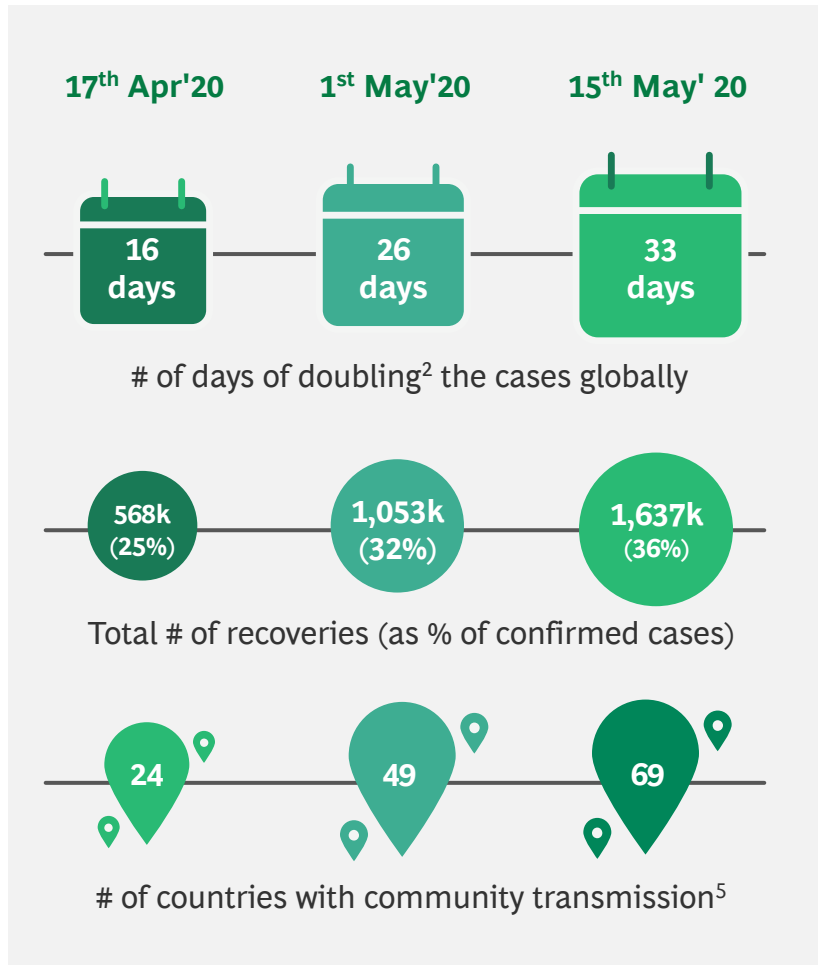 17th Apr'20 1st May'20 15th May' 20
16 days 26 days 33 days
# of days of doubling2 the cases globally
568k (25%) 1,053k (32%) 1,637k (36%)
Total # of recoveries (as % of confirmed cases)
24 49 69
# of countries with community transmission5